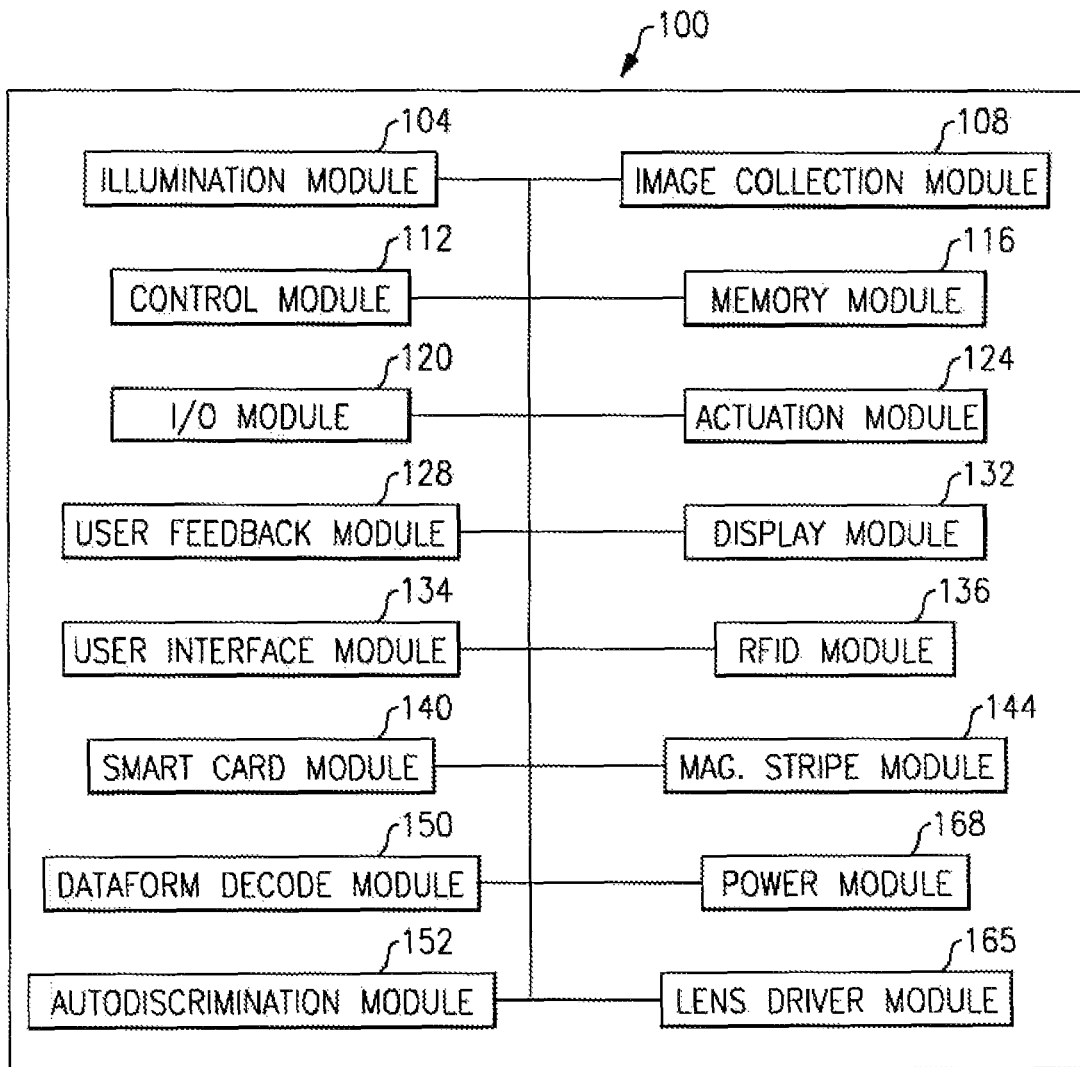 100
104 108
ILLUMINATION MODULE IMAGE COLLECTION MODULE
112 116
CONTROL MODULE MEMORY MODULE
120 124
I/O MODULE ACTUATION MODULE
128 132
USER FEEDBACK MODULE DISPLAY MODULE
134 136
USER INTERFACE MODULE RFID MODULE
140 144
SMART CARD MODULE MAG. STRIPE MODULE
150 168
DATAFORM DECODE MODULE POWER MODULE
152 165
AUTODISCRIMINATION MODULE LENS DRIVER MODULE